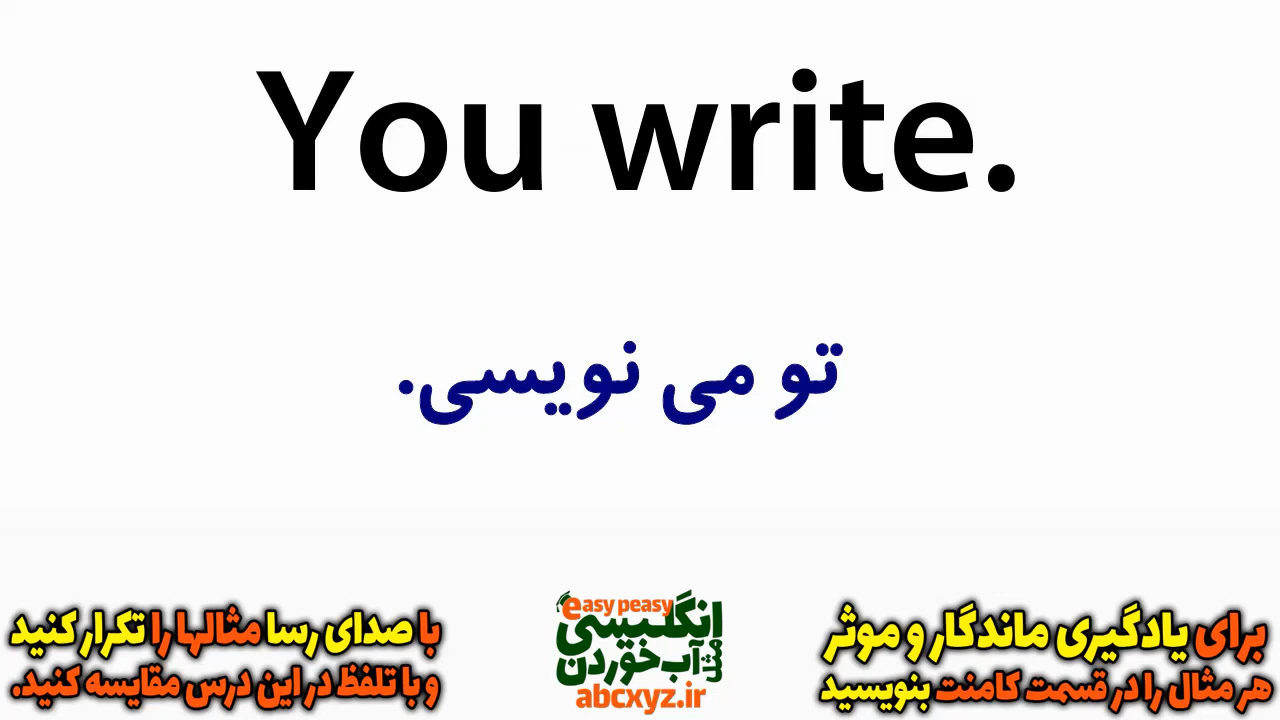 You write.
تو می نویسی.
برای یادگیری ماندگار و موثر
هر مثال را در قسمت کامنت بنویسید
easy peasy
انگلیسی
مثل آب خوردن
abcxyz.ir
با صدای رسا مثالها را تکرار کنید
و با تلفظ در این درس مقایسه کنید.